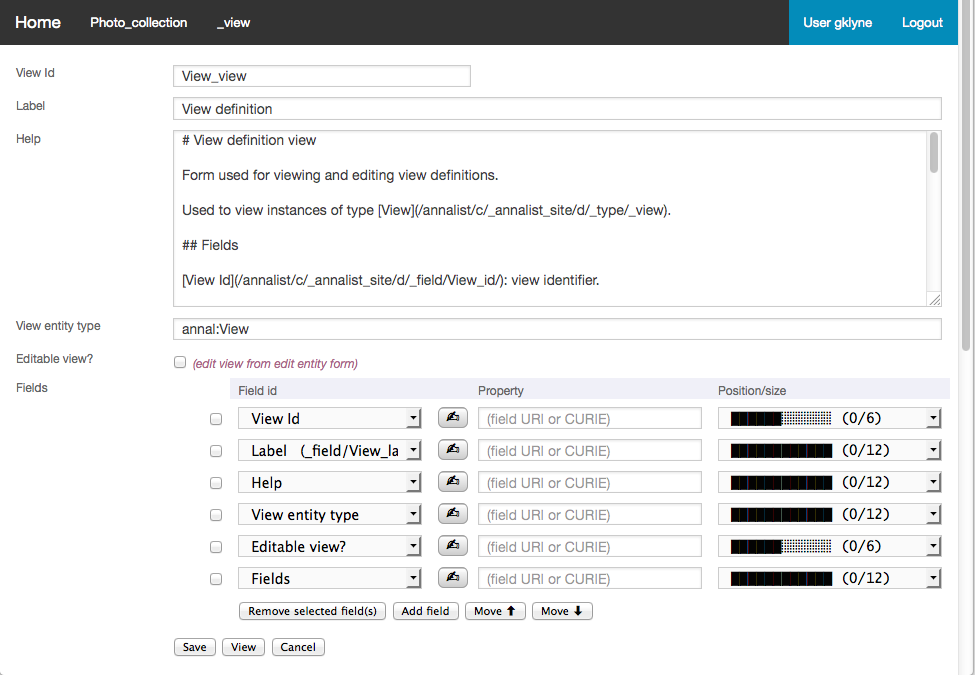 Home Photo_collection _view User gklyne Logout
View Id View_view
Label View definition
Help # View definition view
Form used for viewing and editing view definitions.
Used to view instances of type [View](/annalist/c/_annalist_site/d/_type/_view).
## Fields
[View Id](/annalist/c/_annalist_site/d/_field/View_id/): view identifier.
View entity type annal:View
Editable view? (edit view from edit entity form)
Fields Field id Property Position/size
View Id (field URI or CURIE) (0/6)
Label (_field/View_la (field URI or CURIE) (0/12)
Help (field URI or CURIE) (0/12)
View entity type (field URI or CURIE) (0/12)
Editable view? (field URI or CURIE) (0/6)
Fields (field URI or CURIE) (0/12)
Remove selected field(s) Add field Move ⬆ Move ⬇
Save View Cancel